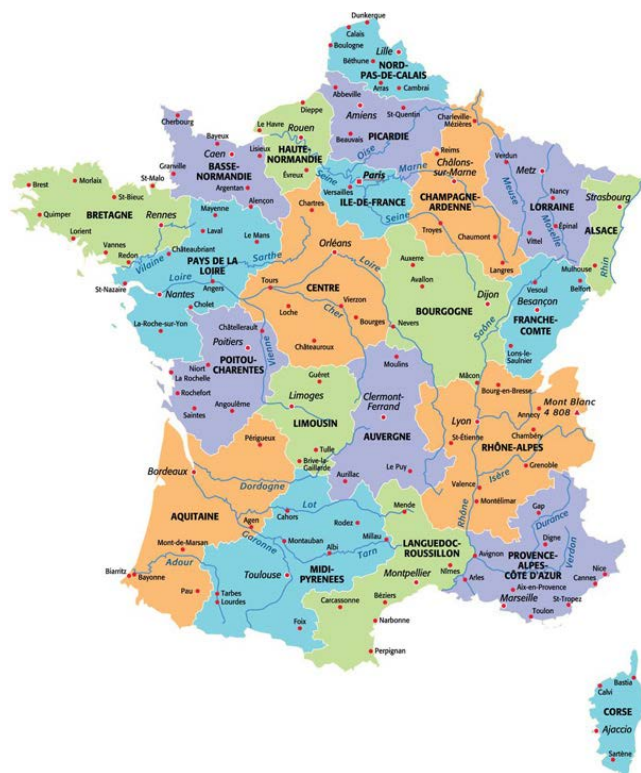 Dunkerque
Calais
Boulogne
Lille
Béthune
NORD-
PAS-DE-CALAIS
Arras
Cambrai
Abbeville
Amiens
St-Quentin
Charleville-
Mézières
PICARDIE
Beauvais
Oise
Cherbourg
Dieppe
Le Havre
Rouen
Bayeux
Caen
Lisieux
HAUTE-
NORMANDIE
Évreux
BASSE-
NORMANDIE
Granville
Argentan
Alençon
Reims
Châlons-
sur-Marne
Marne
CHAMPAGNE-
ARDENNE
Troyes
Chaumont
Langres
Verdun
Metz
Meuse
Nancy
LORRAINE
Moselle
Épinal
Vittel
Strasbourg
ALSACE
Rhin
Mulhouse
Belfort
Seine
Paris
Versailles
ILE-DE-FRANCE
Seine
Brest
Morlaix
St-Malo
St-Brieuc
Quimper
BRETAGNE
Rennes
Lorient
Vannes
Redon
Vilaine
Mayenne
Laval
Le Mans
Châteaubriant
PAYS DE LA
LOIRE
Sarthe
Loire
Angers
St-Nazaire
Nantes
Cholet
La-Roche-sur-Yon
Chartres
Orléans
Loire
Tours
CENTRE
Vierzon
Loche
Cher
Bourges
Châteauroux
Auxerre
Avallon
Dijon
BOURGOGNE
Nevers
Saône
Mâcon
Vesoul
Besançon
FRANCHE-
COMTE
Lons-le-
Saulnier
Châtellerault
Poitiers
Vienne
POITOU-
CHARENTES
Niort
La Rochelle
Rochefort
Saintes
Angoulême
Guéret
Limoges
LIMOUSIN
Tulle
Brive-la-
Gaillarde
Moulins
Clermont-
Ferrand
AUVERGNE
Aurillac
Le Puy
Bourg-en-Bresse
Mont Blanc
4 808
Annecy
Lyon
Chambéry
St-Étienne
RHÔNE-ALPES
Grenoble
Isère
Valence
Montélimar
Rhône
Périgueux
Bordeaux
Dordogne
AQUITAINE
Agen
Garonne
Mont-de-Marsan
Adour
Biarritz
Bayonne
Pau
Lot
Cahors
Rodez
Montauban
Millau
Albi
Tarn
MIDI-
PYRENEES
Toulouse
Tarbes
Lourdes
Foix
Mende
LANGUEDOC-
ROUSSILLON
Nîmes
Montpellier
Béziers
Carcassonne
Narbonne
Perpignan
Gap
Durance
Digne
Verdon
Avignon
PROVENCE-
ALPES-
CÔTE D'AZUR
Arles
Aix-en-Provence
Marseille
Nice
Cannes
St-Tropez
Toulon
Bastia
Calvi
CORSE
Ajaccio
Sartène